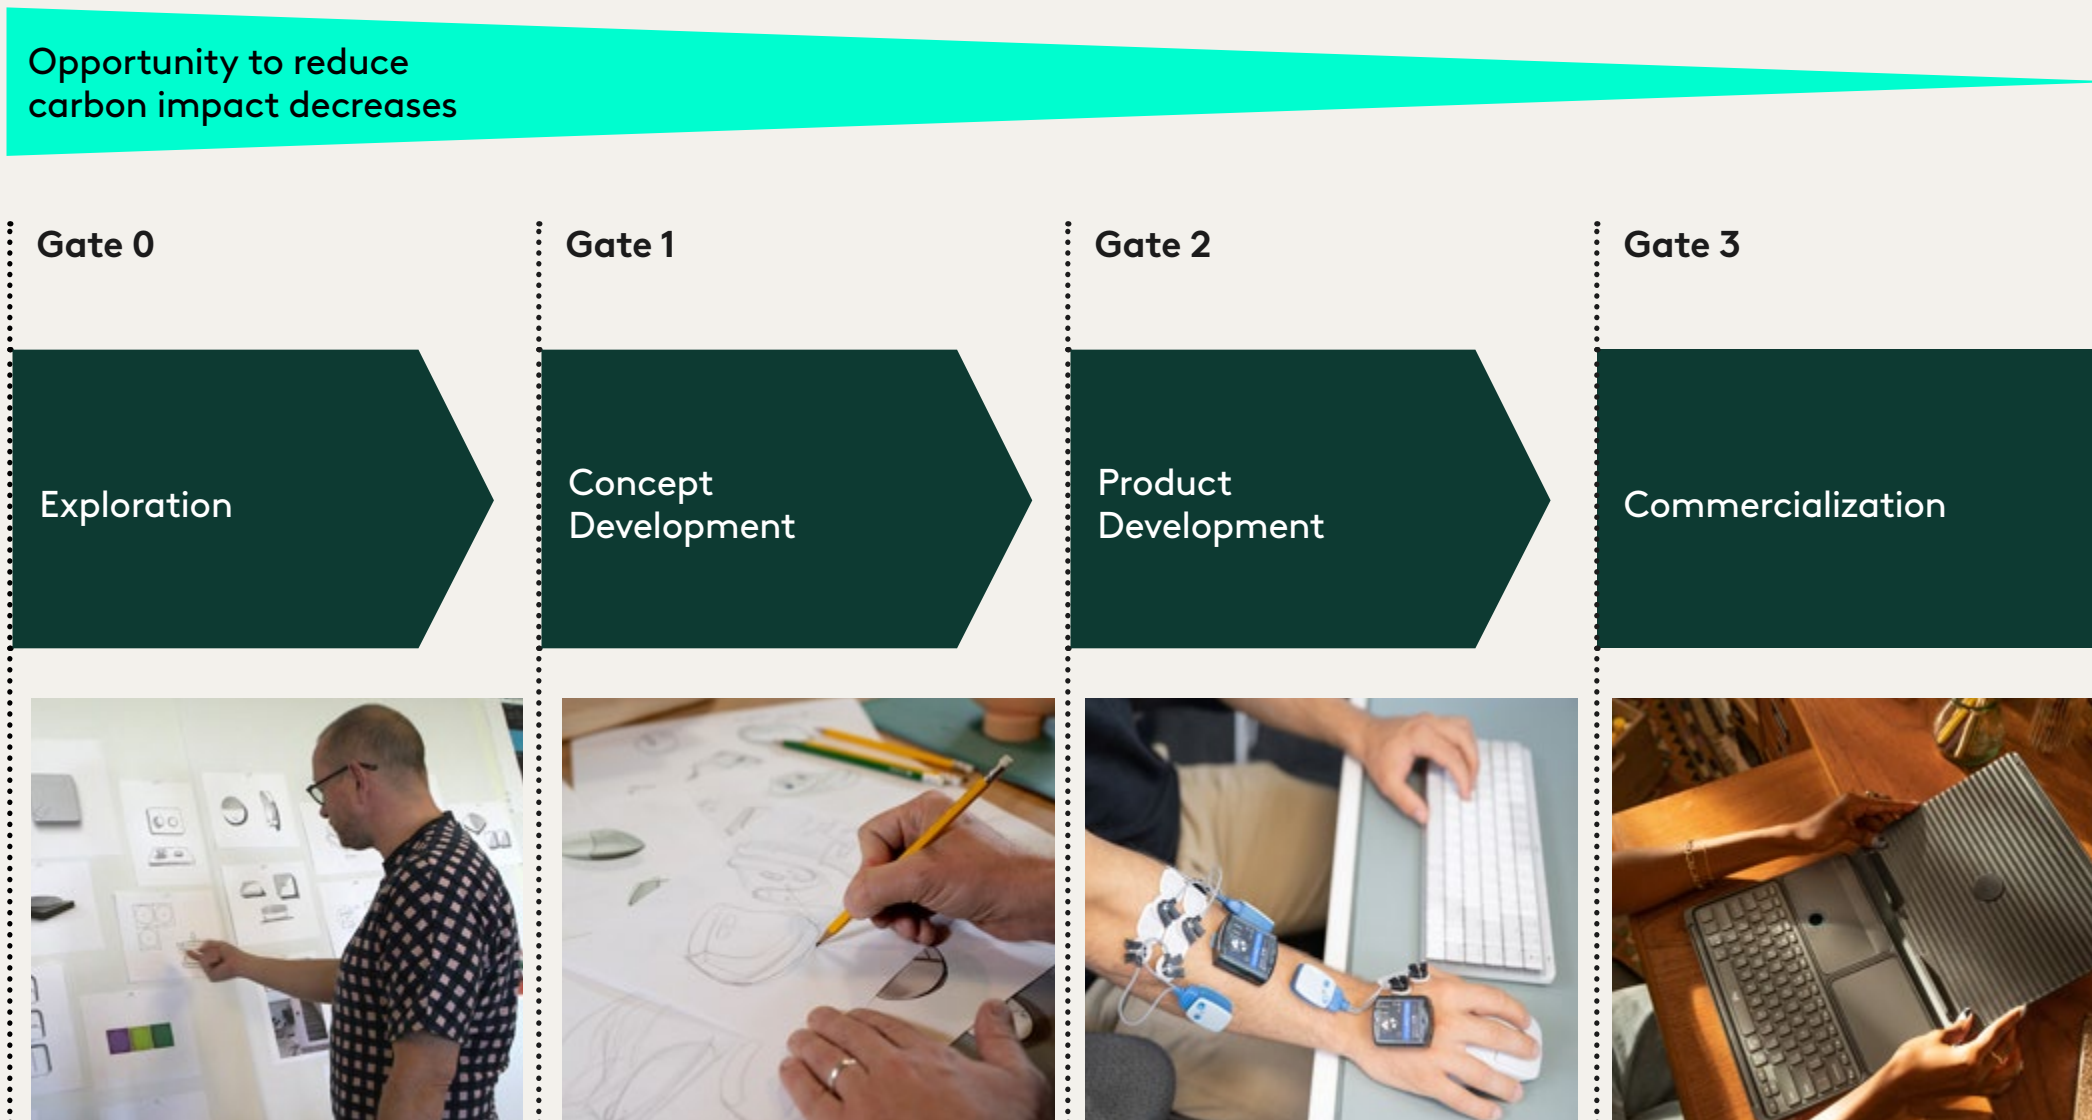 Opportunity to reduce
carbon impact decreases
Gate 0
Gate 1
Gate 2
Gate 3
Exploration
Concept
Development
Product
Development
Commercialization